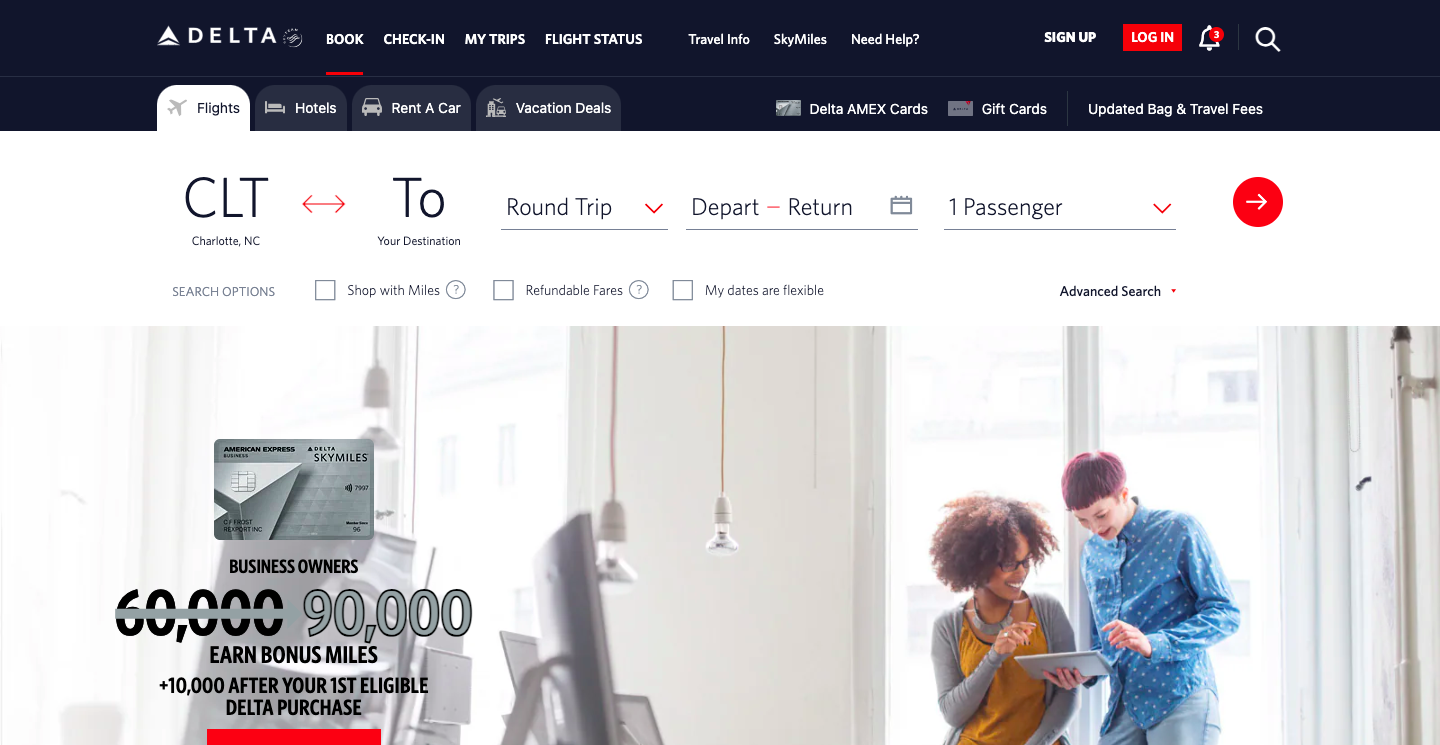 DELTA
BOOK CHECK-IN MY TRIPS FLIGHT STATUS Travel Info SkyMiles Need Help? SIGN UP LOG IN 3
Flights Hotels Rent A Car Vacation Deals Delta AMEX Cards Gift Cards Updated Bag & Travel Fees
CLT To
Round Trip Depart – Return 1 Passenger
Charlotte, NC Your Destination
SEARCH OPTIONS Shop with Miles ? Refundable Fares ? My dates are flexible Advanced Search
AMERICAN EXPRESS DELTA
BUSINESS SKYMILES
7997
C F FROST
REXPORT INC
Member Since
96
BUSINESS OWNERS
60,000 90,000
EARN BONUS MILES
+10,000 AFTER YOUR 1ST ELIGIBLE
DELTA PURCHASE